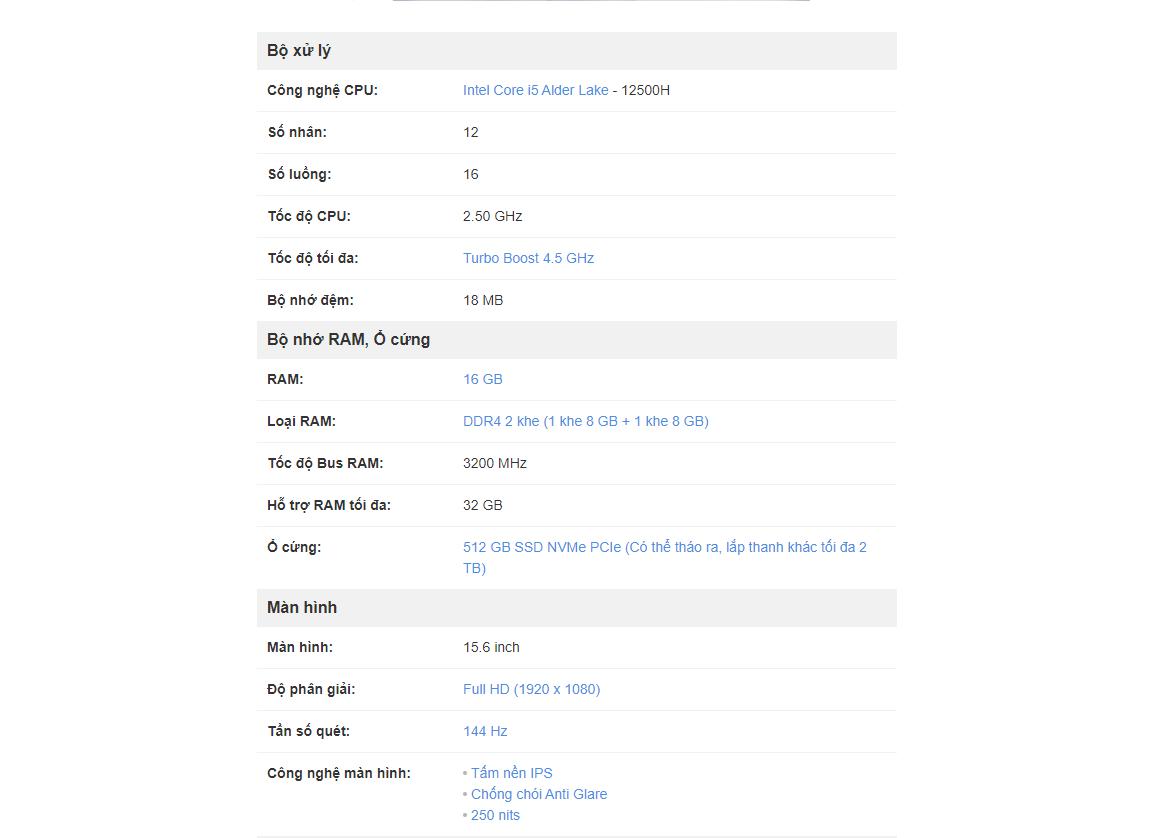 Bộ xử lý
Công nghệ CPU: Intel Core i5 Alder Lake - 12500H
Số nhân: 12
Số luồng: 16
Tốc độ CPU: 2.50 GHz
Tốc độ tối đa: Turbo Boost 4.5 GHz
Bộ nhớ đệm: 18 MB
Bộ nhớ RAM, Ổ cứng
RAM: 16 GB
Loại RAM: DDR4 2 khe (1 khe 8 GB + 1 khe 8 GB)
Tốc độ Bus RAM: 3200 MHz
Hỗ trợ RAM tối đa: 32 GB
Ổ cứng: 512 GB SSD NVMe PCIe (Có thể tháo ra, lắp thanh khác tối đa 2
TB)
Màn hình
Màn hình: 15.6 inch
Độ phân giải: Full HD (1920 x 1080)
Tần số quét: 144 Hz
Công nghệ màn hình: • Tấm nền IPS
• Chống chói Anti Glare
• 250 nits